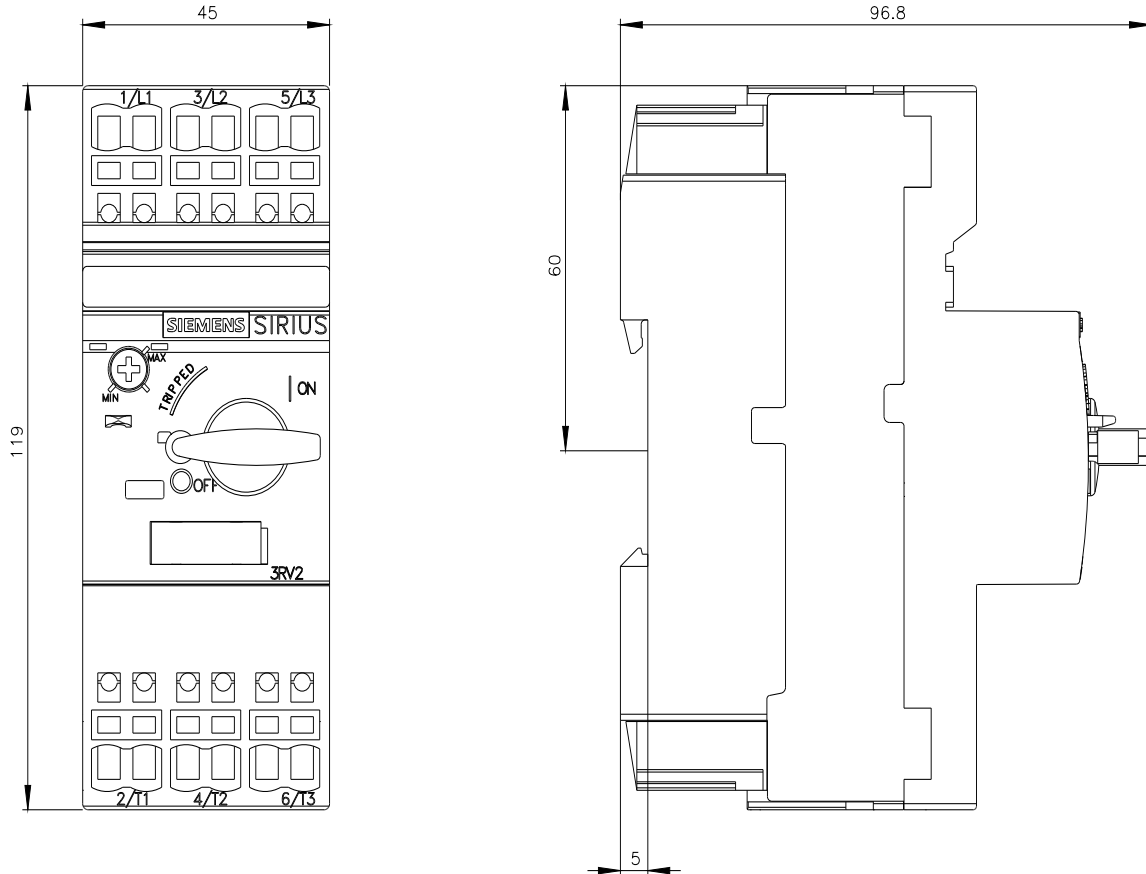 45
96.8
1/L1 3/L2 5/L3
60
SIEMENS SIRIUS
MAX
MIN
TRIPPED
ON
119
OFF
3RV2
2/T1 4/T2 6/T3
5